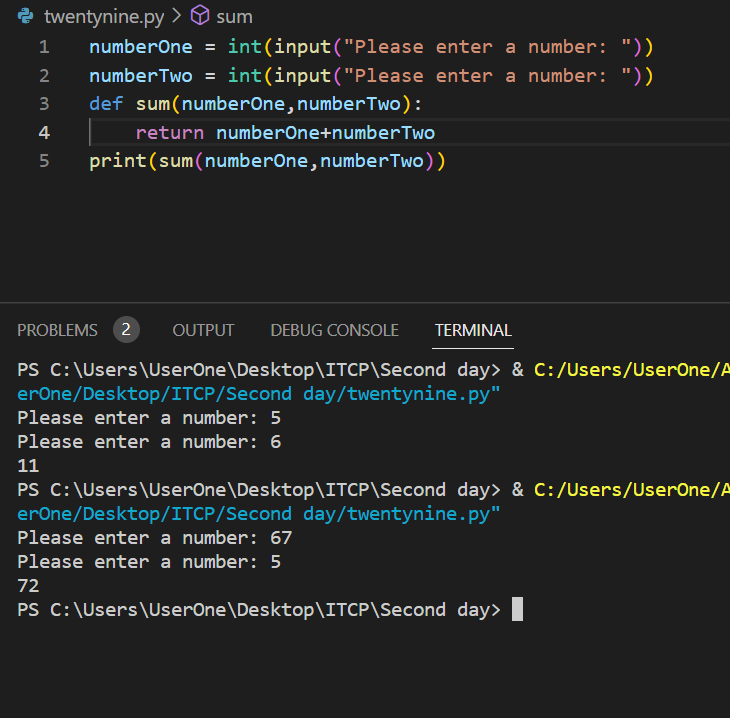 twentynine.py > sum
1 numberOne = int(input("Please enter a number: "))
2 numberTwo = int(input("Please enter a number: "))
3 def sum(numberOne,numberTwo):
4     return numberOne+numberTwo
5 print(sum(numberOne,numberTwo))
PROBLEMS 2 OUTPUT DEBUG CONSOLE TERMINAL
PS C:\Users\UserOne\Desktop\ITCP\Second day> & C:/Users/UserOne/A
erOne/Desktop/ITCP/Second day/twentynine.py"
Please enter a number: 5
Please enter a number: 6
11
PS C:\Users\UserOne\Desktop\ITCP\Second day> & C:/Users/UserOne/A
erOne/Desktop/ITCP/Second day/twentynine.py"
Please enter a number: 67
Please enter a number: 5
72
PS C:\Users\UserOne\Desktop\ITCP\Second day>